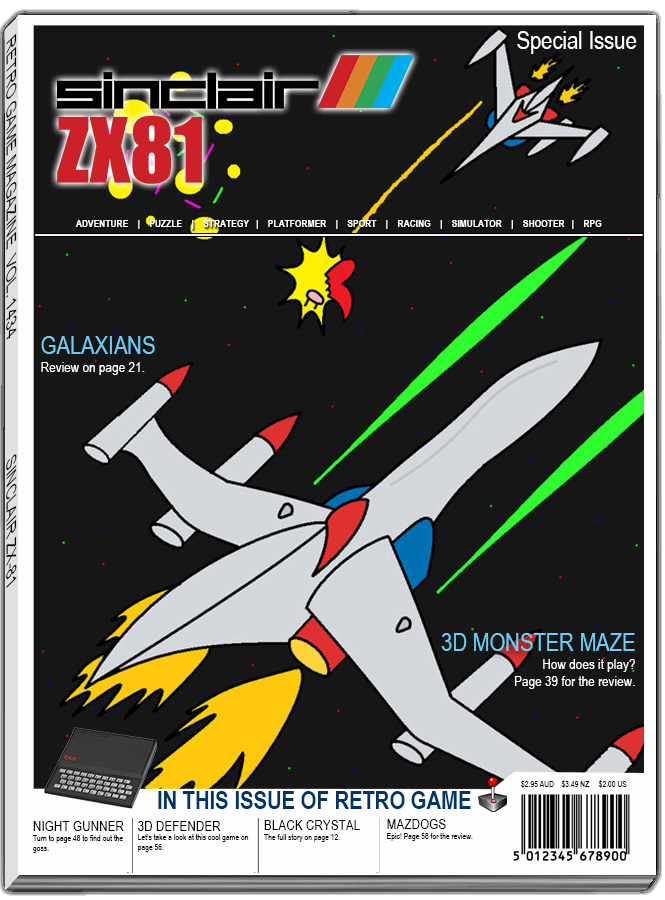 RETRO GAME MAGAZINE VOL. 1434
SINCLAIR ZX-81
Special Issue
sinclair
ZX81
ADVENTURE | PUZZLE | STRATEGY | PLATFORMER | SPORT | RACING | SIMULATOR | SHOOTER | RPG
GALAXIANS
Review on page 21.
3D MONSTER MAZE
How does it play?
Page 39 for the review.
ZX81
IN THIS ISSUE OF RETRO GAME
NIGHT GUNNER
Turn to page 48 to find out the
goss.
3D DEFENDER
Let's take a look at this cool game on
page 56.
BLACK CRYSTAL
The full story on page 12.
MAZDOGS
Epic! Page 58 for the review.
$2.95 AUD $3.49 NZ $2.00 US
5 012345 678900